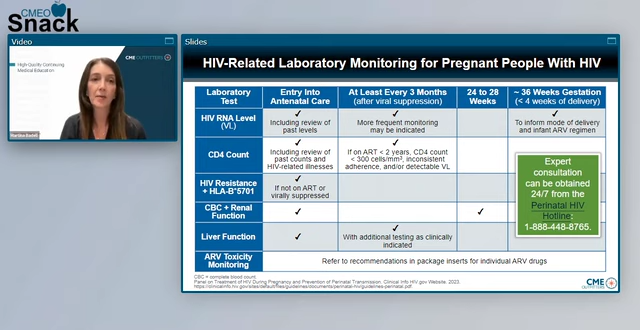 CMEO
Snack
Video
High-Quality Continuing
Medical Education
CME OUTFITTERS
Slides
HIV-Related Laboratory Monitoring for Pregnant People With HIV
Laboratory Test | Entry Into Antenatal Care | At Least Every 3 Months (after viral suppression) | 24 to 28 Weeks | ~ 36 Weeks Gestation (< 4 weeks of delivery)
HIV RNA Level (VL) | ✓ Including review of past levels | ✓ More frequent monitoring may be indicated | | ✓ To inform mode of delivery and infant ARV regimen
CD4 Count | ✓ Including review of past counts and HIV-related illnesses | ✓ If on ART < 2 years, CD4 count < 300 cells/mm³, inconsistent adherence, and/or detectable VL
HIV Resistance + HLA-B*5701 | ✓ If not on ART or virally suppressed
CBC + Renal Function | ✓ | | ✓
Liver Function | ✓ | ✓ With additional testing as clinically indicated
ARV Toxicity Monitoring | Refer to recommendations in package inserts for individual ARV drugs
Expert
consultation
can be obtained
24/7 from the
Perinatal HIV
Hotline:
1-888-448-8765.
CBC = complete blood count.
Panel on Treatment of HIV During Pregnancy and Prevention of Perinatal Transmission. Clinical Info HIV.gov Website. 2023.
CME
OUTFITTERS